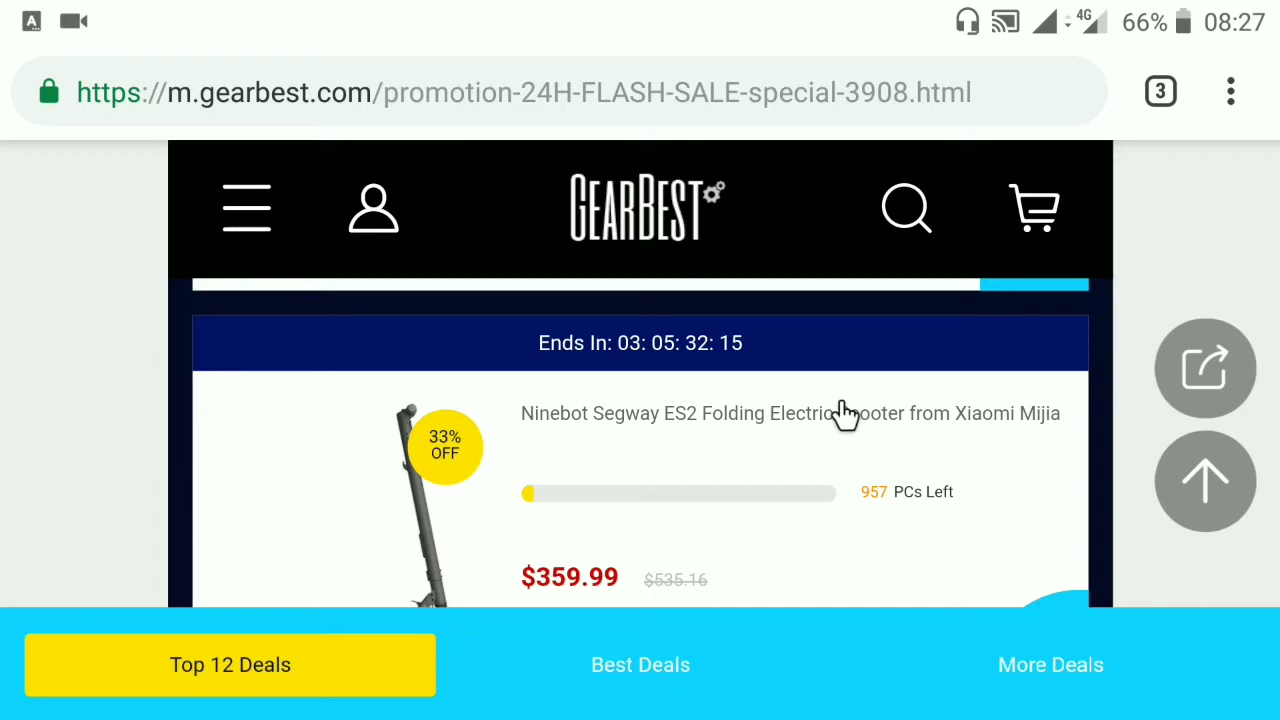 A
4G 66% 08:27
https://m.gearbest.com/promotion-24H-FLASH-SALE-special-3908.html
3
GEARBEST
Ends In: 03: 05: 32: 15
33%
OFF
Ninebot Segway ES2 Folding Electric ooter from Xiaomi Mijia
957 PCs Left
$359.99 $535.16
Top 12 Deals
Best Deals
More Deals